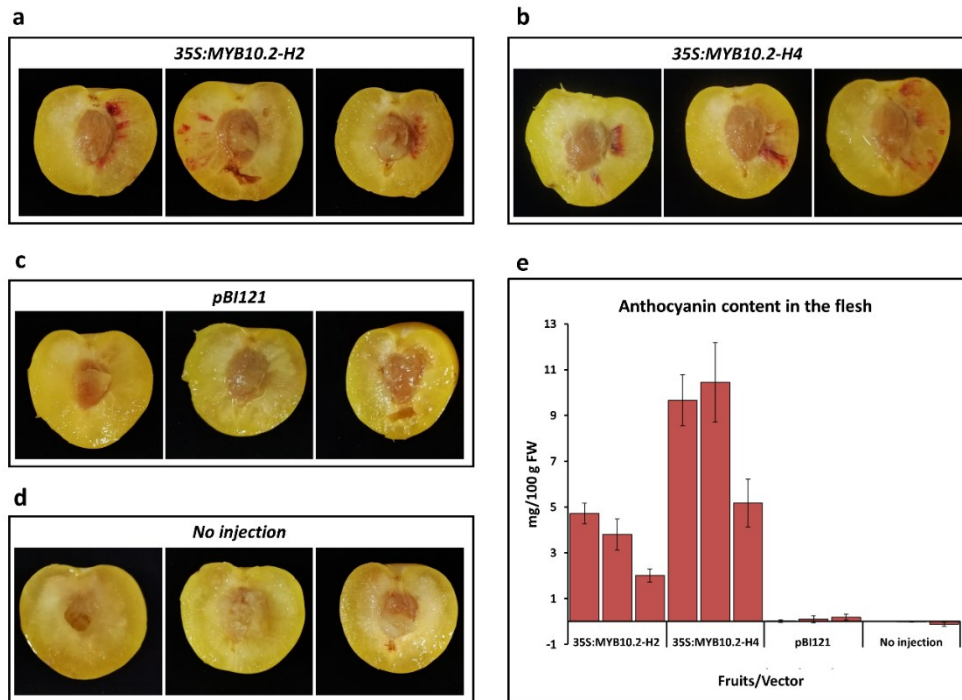 a
35S:MYB10.2-H2
b
35S:MYB10.2-H4
c
pBI121
d
No injection
e
Anthocyanin content in the flesh
mg/100 g FW
13
11
9
7
5
3
1
-1
35S:MYB10.2-H2 35S:MYB10.2-H4 pBI121 No injection
Fruits/Vector